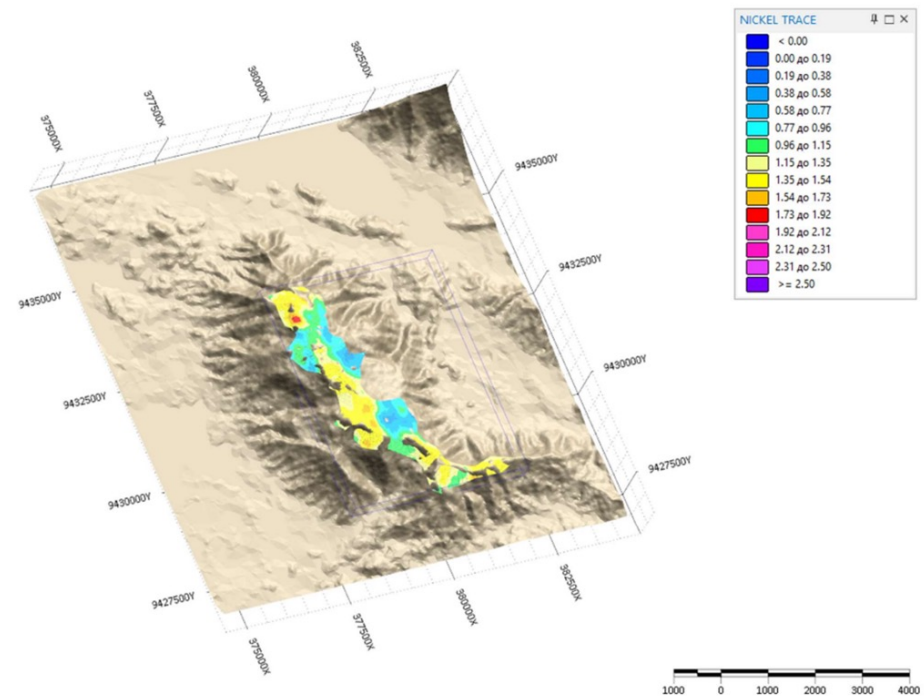 NICKEL TRACE
< 0.00
0.00 до 0.19
0.19 до 0.38
0.38 до 0.58
0.58 до 0.77
0.77 до 0.96
0.96 до 1.15
1.15 до 1.35
1.35 до 1.54
1.54 до 1.73
1.73 до 1.92
1.92 до 2.12
2.12 до 2.31
2.31 до 2.50
>= 2.50
375000X
377500X
380000X
382500X
9435000Y
9432500Y
9430000Y
9427500Y
9435000Y
9432500Y
9430000Y
9427500Y
375000X
377500X
380000X
382500X
1000 0 1000 2000 3000 4000